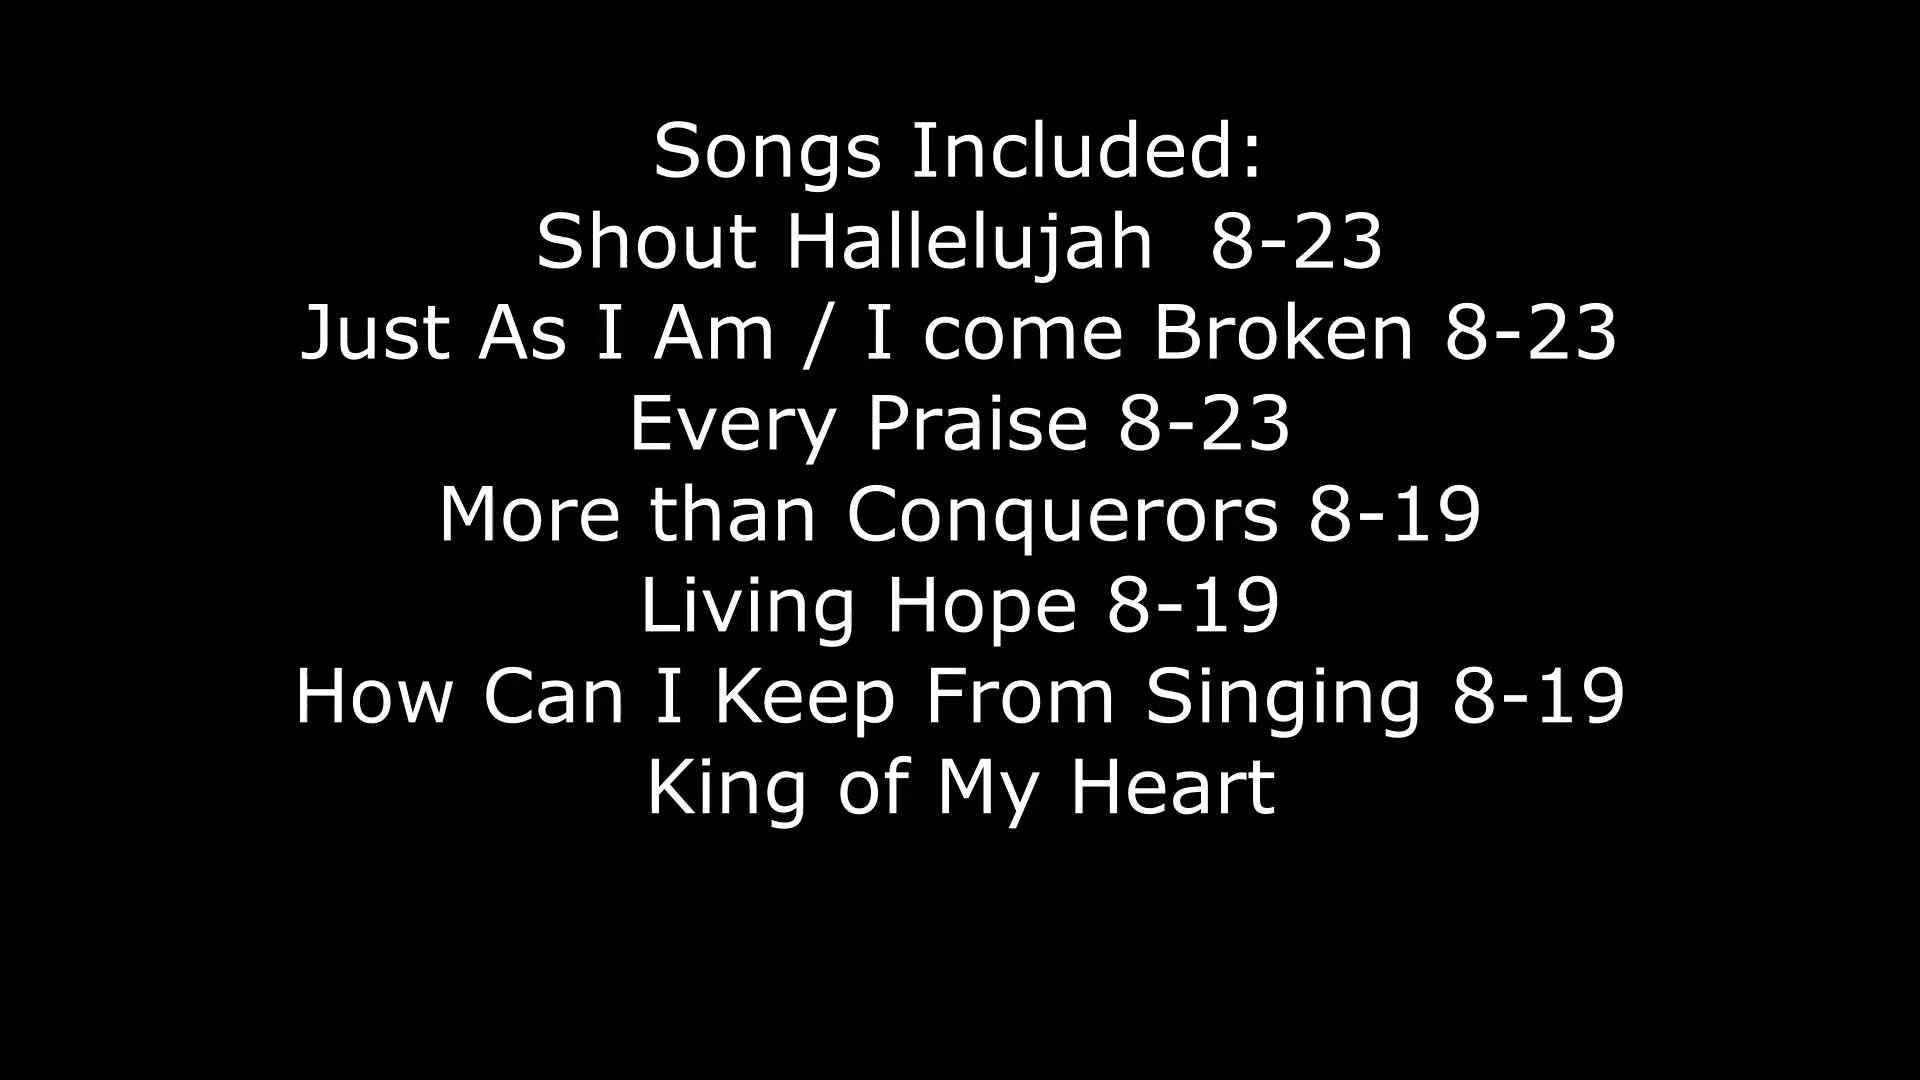 Songs Included:
Shout Hallelujah  8-23
Just As I Am / I come Broken 8-23
Every Praise 8-23
More than Conquerors 8-19
Living Hope 8-19
How Can I Keep From Singing 8-19
King of My Heart